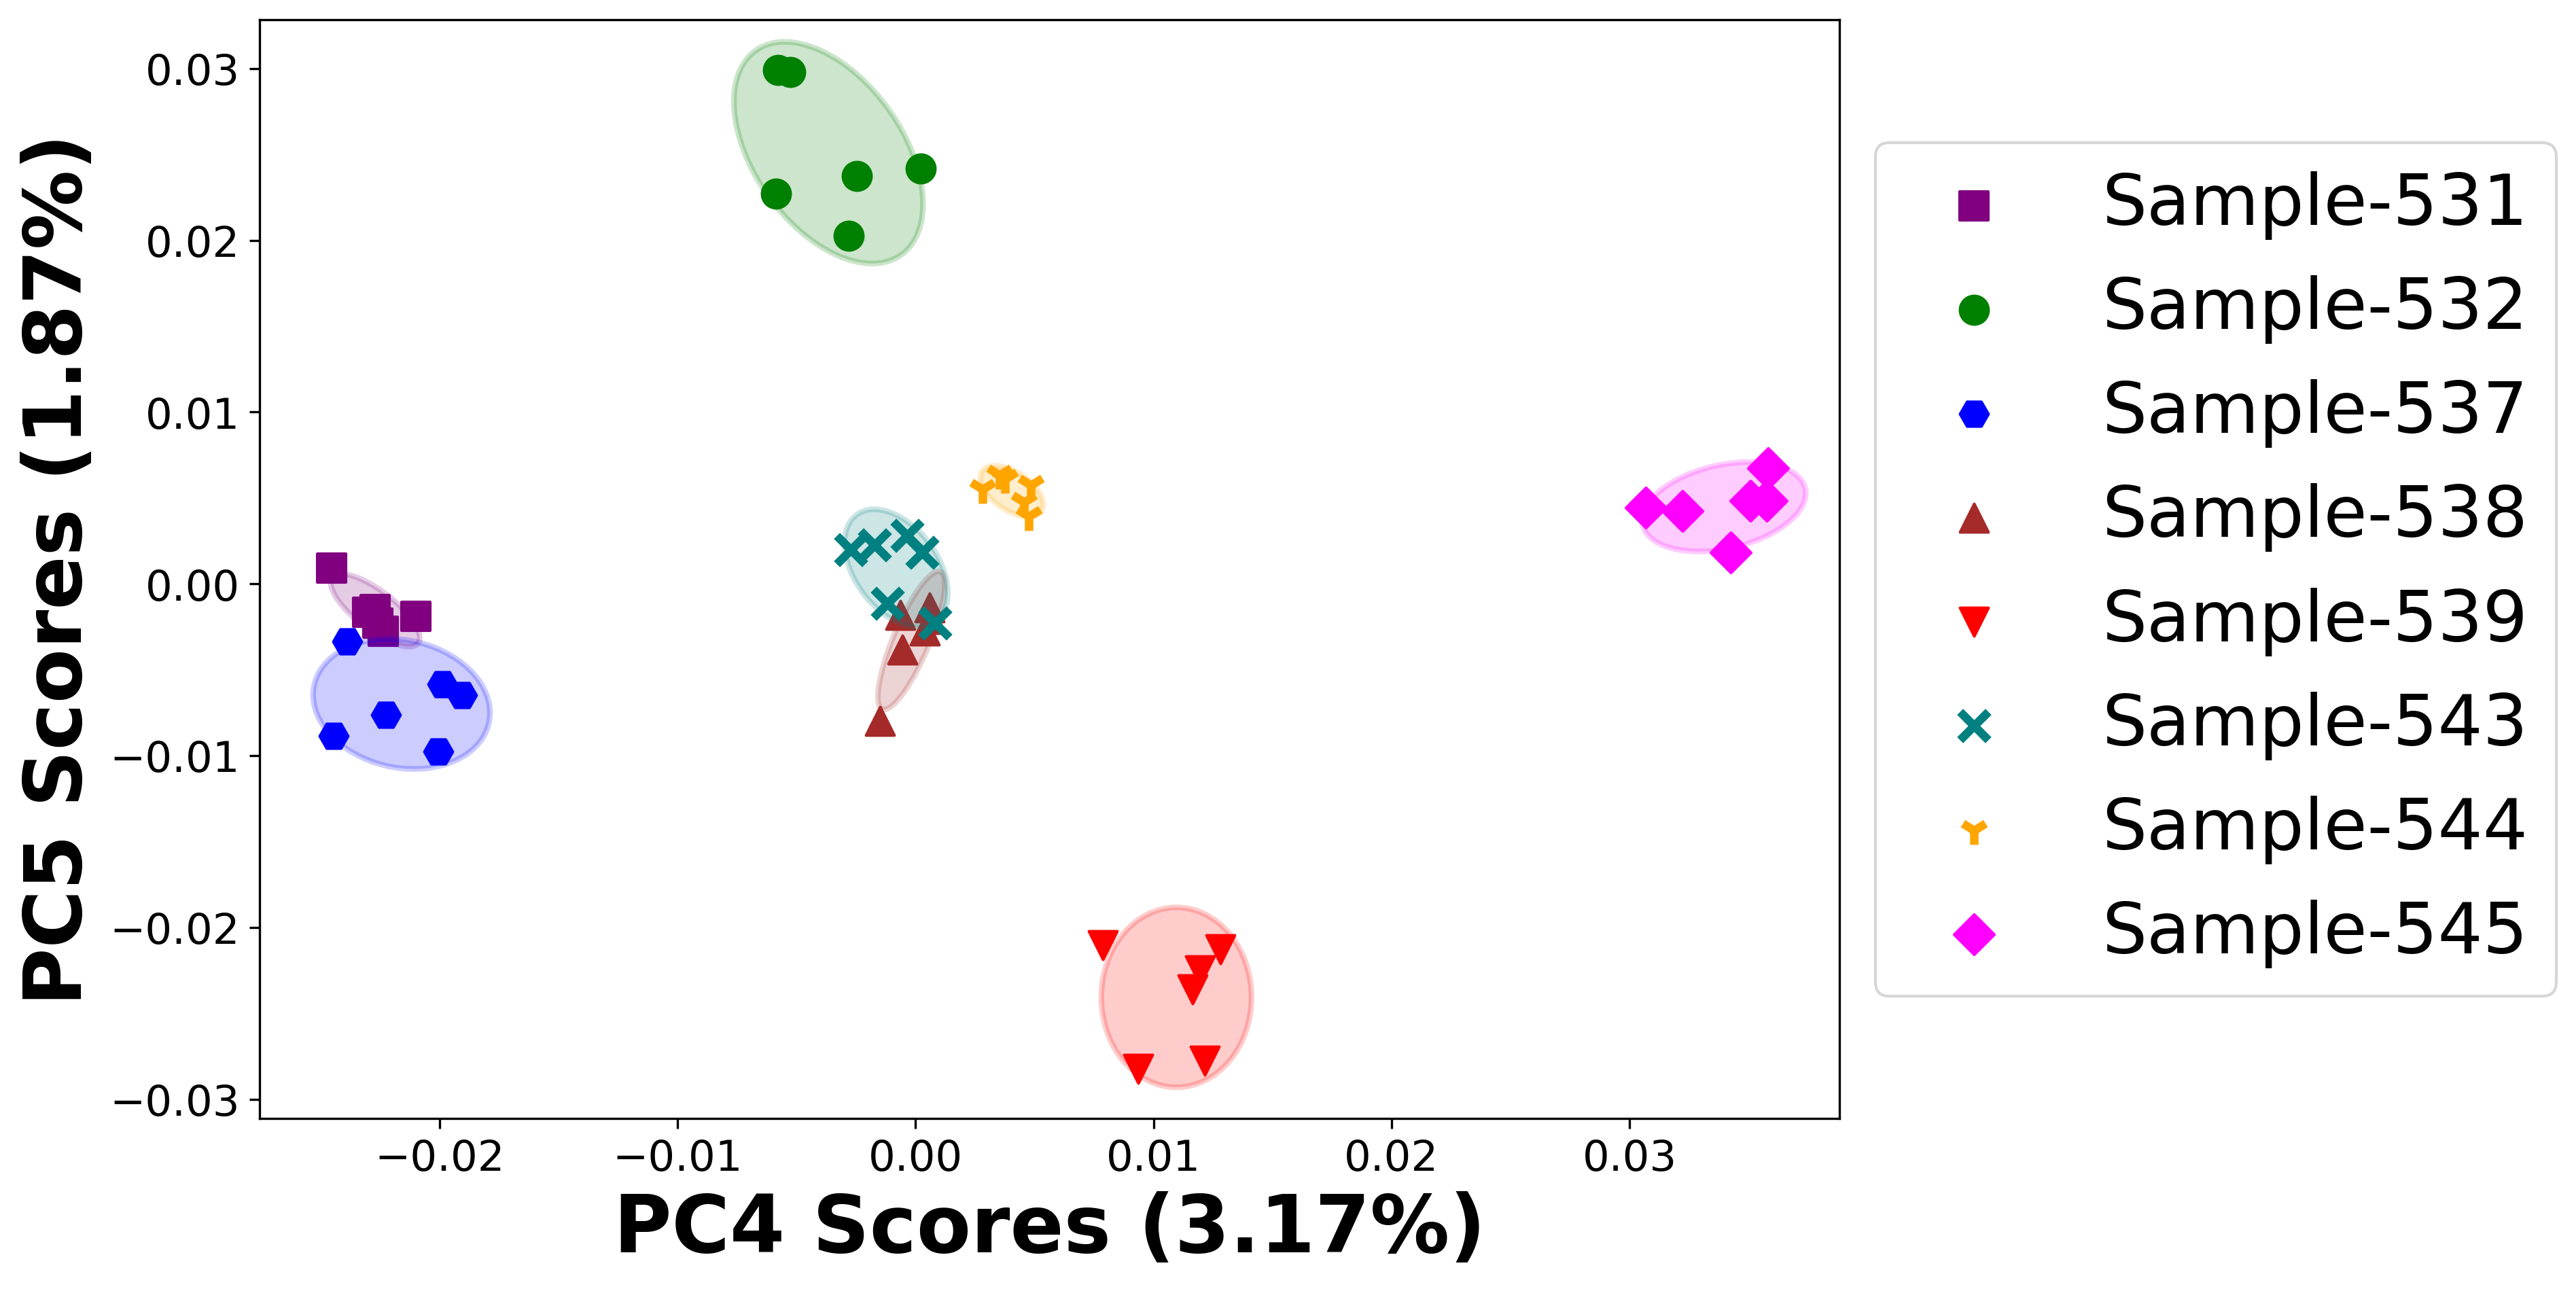 PC5 Scores (1.87%)
0.03
0.02
0.01
0.00
−0.01
−0.02
−0.03
−0.02
−0.01
0.00
0.01
0.02
0.03
PC4 Scores (3.17%)
Sample-531
Sample-532
Sample-537
Sample-538
Sample-539
Sample-543
Sample-544
Sample-545